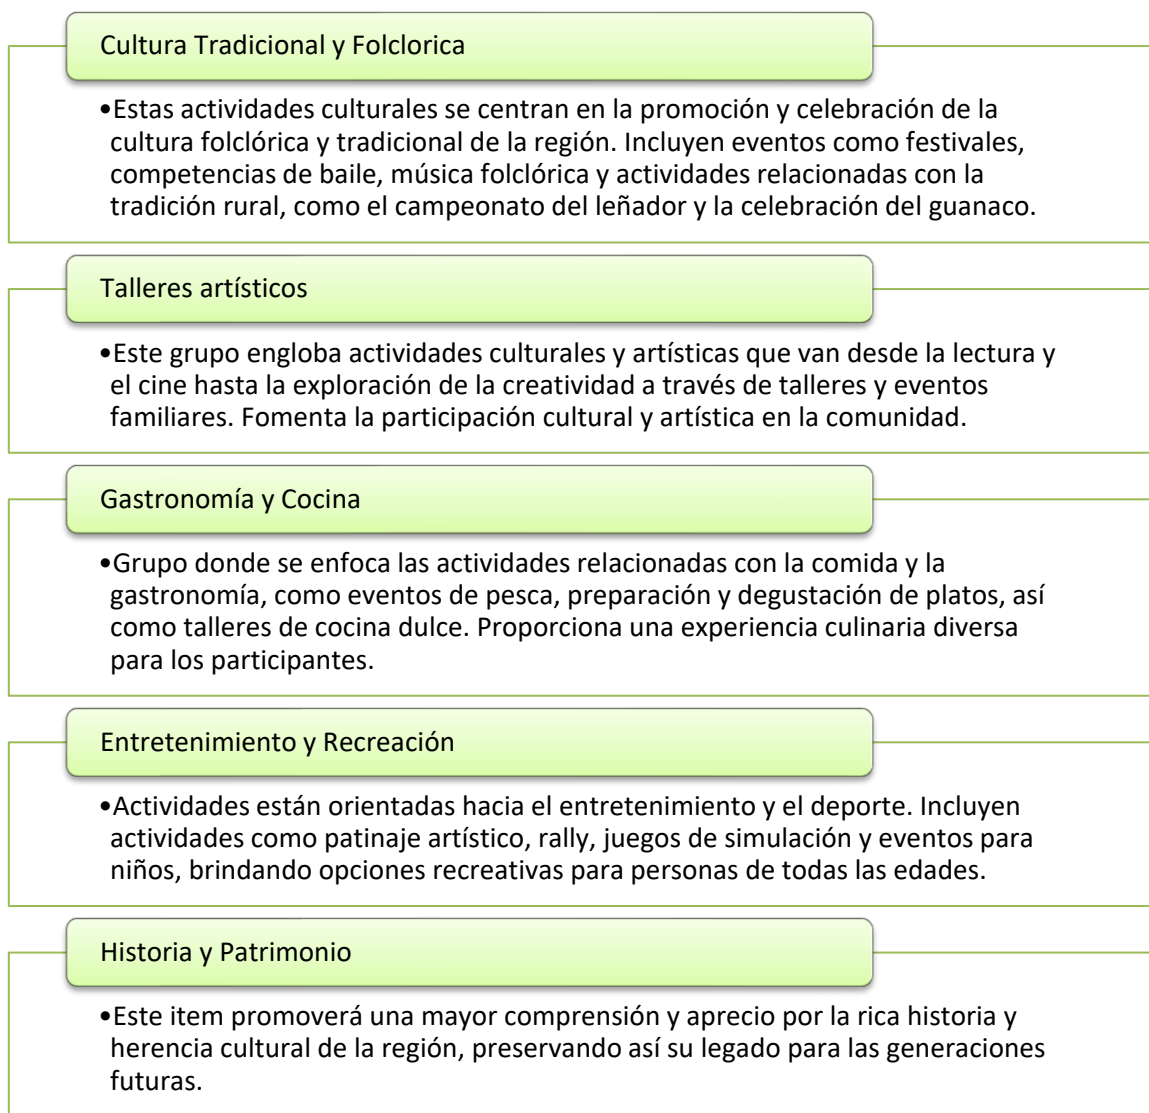 Cultura Tradicional y Folclorica
•Estas actividades culturales se centran en la promoción y celebración de la
cultura folclórica y tradicional de la región. Incluyen eventos como festivales,
competencias de baile, música folclórica y actividades relacionadas con la
tradición rural, como el campeonato del leñador y la celebración del guanaco.
Talleres artísticos
•Este grupo engloba actividades culturales y artísticas que van desde la lectura y
el cine hasta la exploración de la creatividad a través de talleres y eventos
familiares. Fomenta la participación cultural y artística en la comunidad.
Gastronomía y Cocina
•Grupo donde se enfoca las actividades relacionadas con la comida y la
gastronomía, como eventos de pesca, preparación y degustación de platos, así
como talleres de cocina dulce. Proporciona una experiencia culinaria diversa
para los participantes.
Entretenimiento y Recreación
•Actividades están orientadas hacia el entretenimiento y el deporte. Incluyen
actividades como patinaje artístico, rally, juegos de simulación y eventos para
niños, brindando opciones recreativas para personas de todas las edades.
Historia y Patrimonio
•Este item promoverá una mayor comprensión y aprecio por la rica historia y
herencia cultural de la región, preservando así su legado para las generaciones
futuras.